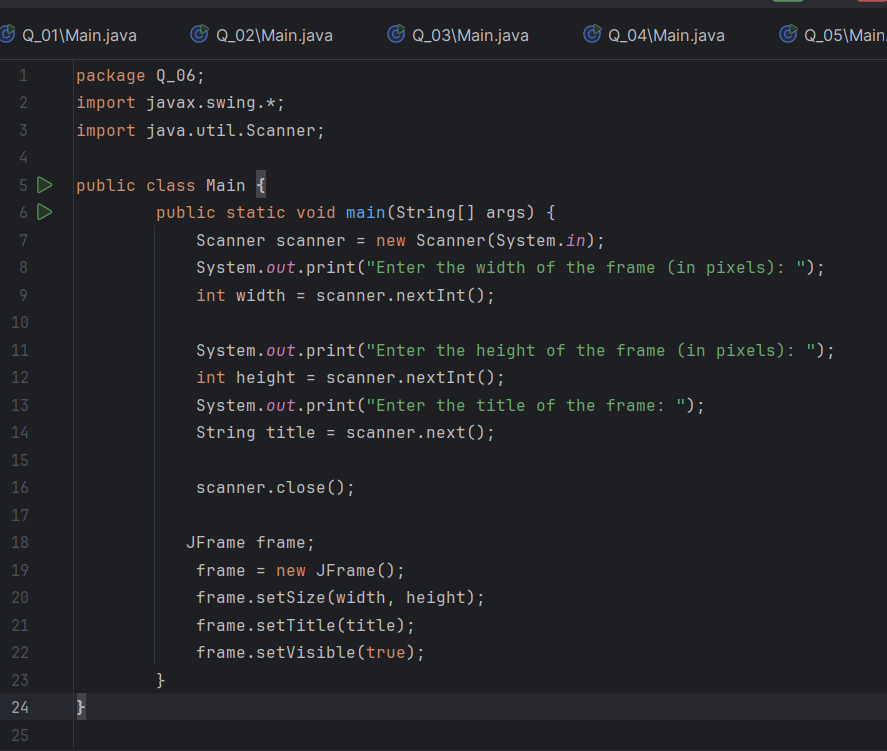 Q_01\Main.java Q_02\Main.java Q_03\Main.java Q_04\Main.java Q_05\Main.
1 package Q_06;
2 import javax.swing.*;
3 import java.util.Scanner;
4
5 public class Main {
6 public static void main(String[] args) {
7 Scanner scanner = new Scanner(System.in);
8 System.out.print("Enter the width of the frame (in pixels): ");
9 int width = scanner.nextInt();
10
11 System.out.print("Enter the height of the frame (in pixels): ");
12 int height = scanner.nextInt();
13 System.out.print("Enter the title of the frame: ");
14 String title = scanner.next();
15
16 scanner.close();
17
18 JFrame frame;
19 frame = new JFrame();
20 frame.setSize(width, height);
21 frame.setTitle(title);
22 frame.setVisible(true);
23 }
24 }
25